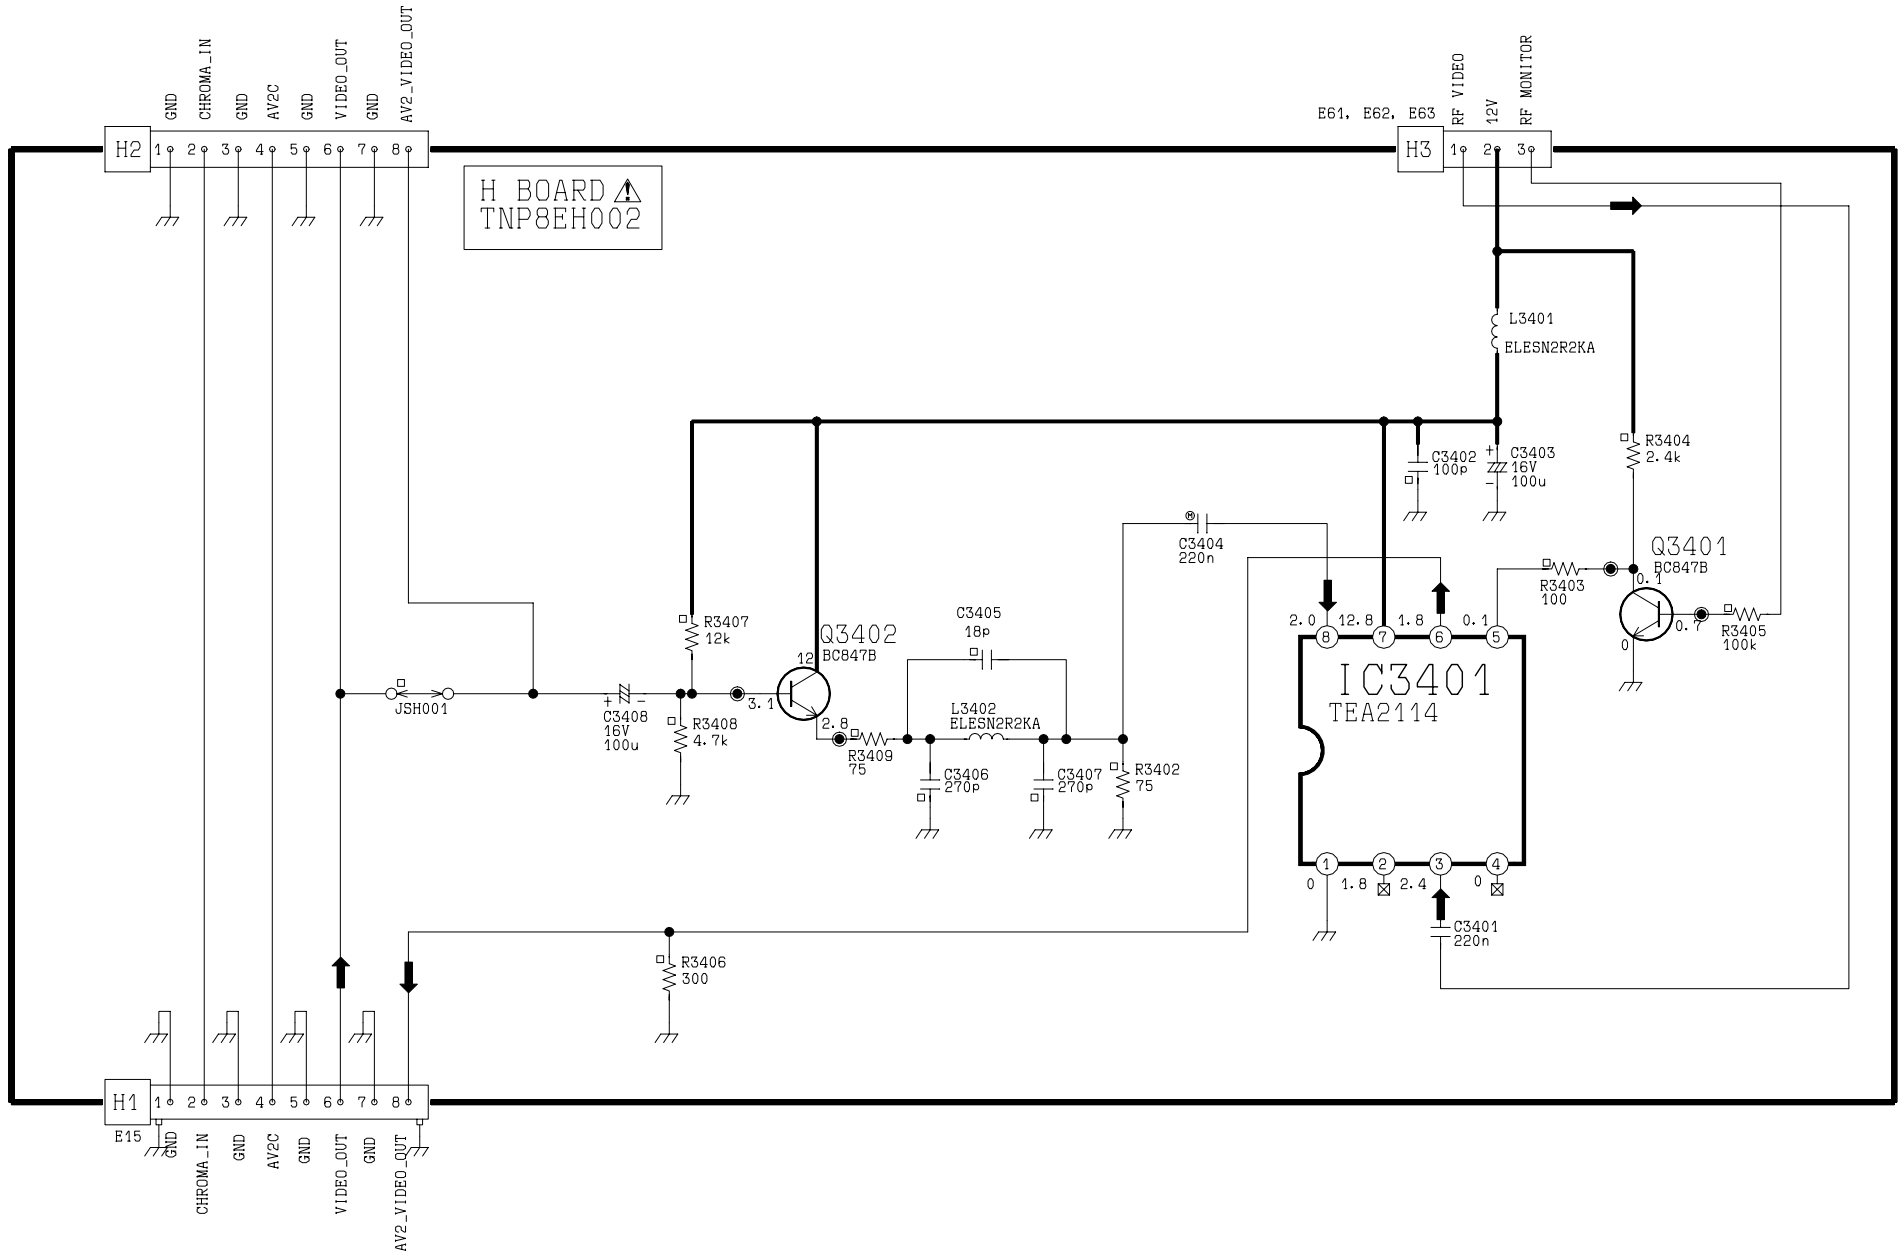 GND
CHROMA_IN
GND
AV2C
GND
VIDEO_OUT
GND
AV2_VIDEO_OUT
H2
1 2 3 4 5 6 7 8
E61, E62, E63
RF VIDEO
12V
RF MONITOR
H3
1 2 3
H BOARD
TNP8EH002
L3401
ELESN2R2KA
C3402
100p
+
C3403
16V
-
100u
R3404
2.4k
M
C3404
220n
Q3401
BC847B
0.1
R3403
100
0.7
R3405
100k
0
C3405
18p
R3407
12k
Q3402
BC847B
12
3.1
2.8
JSH001
+
-
C3408
16V
100u
R3408
4.7k
L3402
ELESN2R2KA
R3409
75
C3406
270p
C3407
270p
R3402
75
2.0 12.8 1.8 0.1
8 7 6 5
IC3401
TEA2114
1 2 3 4
0 1.8 2.4 0
C3401
220n
R3406
300
H1
1 2 3 4 5 6 7 8
E15
GND
CHROMA_IN
GND
AV2C
GND
VIDEO_OUT
GND
AV2_VIDEO_OUT